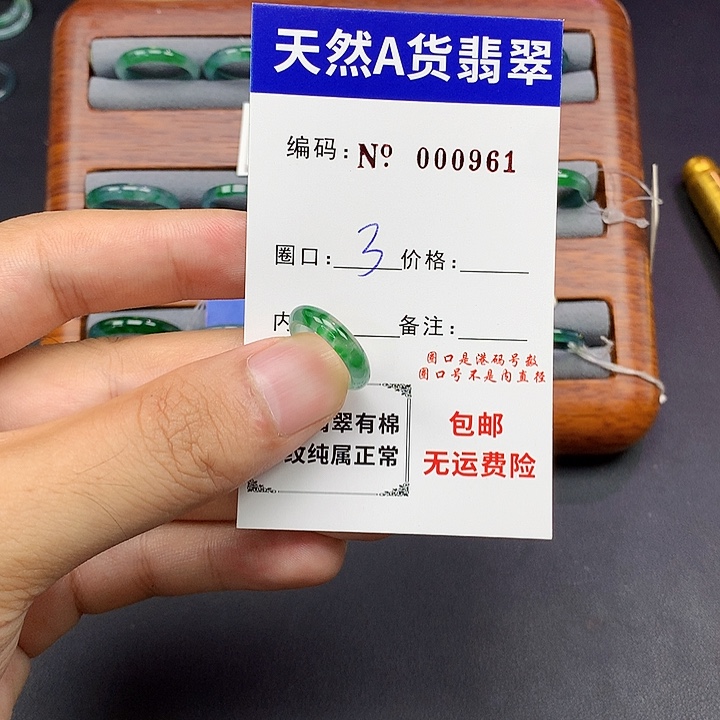 天然A货翡翠
编码:Nº 000961
圈口: 3 价格:
内 备注:
圈口是港码号数
圈口号不是内直径
翠有棉
纹纯属正常
包邮
无运费险